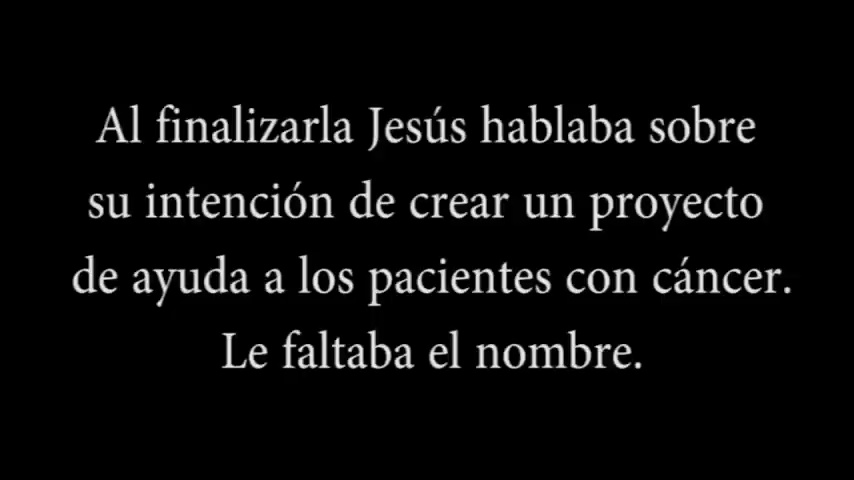 Al finalizarla Jesús hablaba sobre
su intención de crear un proyecto
de ayuda a los pacientes con cáncer.
Le faltaba el nombre.